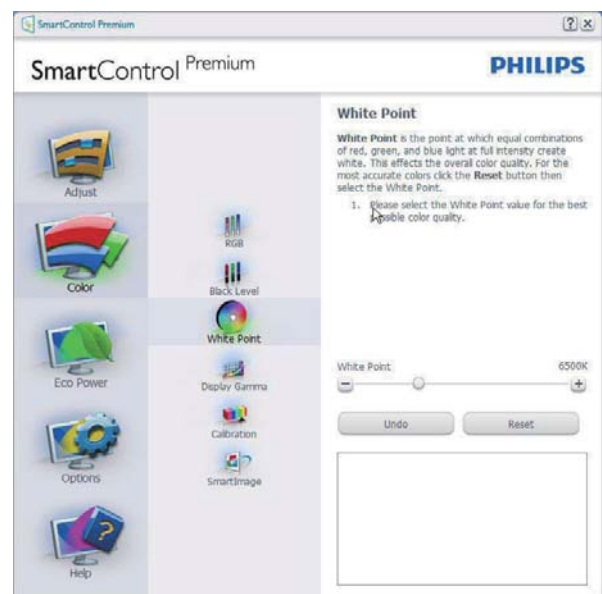 SmartControl Premium
SmartControl Premium
PHILIPS
Adjust
Color
Eco Power
Options
Help
RGB
Black Level
White Point
Display Gamma
Calibration
SmartImage
White Point
White Point is the point at which equal combinations
of red, green, and blue light at full intensity create
white. This effects the overall color quality. For the
most accurate colors click the Reset button then
select the White Point.
1. Please select the White Point value for the best
possible color quality.
White Point 6500K
Undo Reset